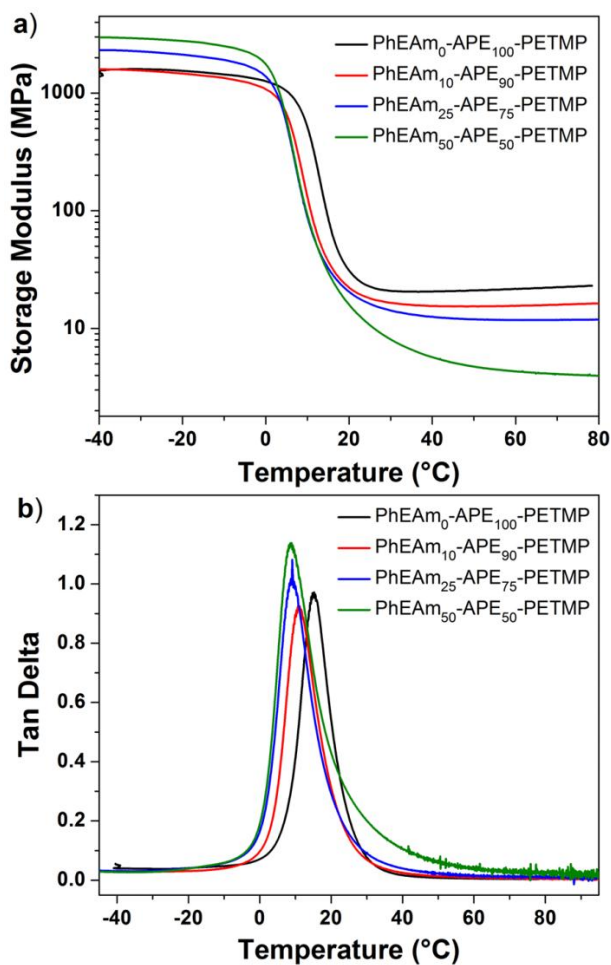 a)
PhEAm₀-APE₁₀₀-PETMP
PhEAm₁₀-APE₉₀-PETMP
PhEAm₂₅-APE₇₅-PETMP
PhEAm₅₀-APE₅₀-PETMP
Storage Modulus (MPa)
1000
100
10
-40 -20 0 20 40 60 80
Temperature (°C)
b)
PhEAm₀-APE₁₀₀-PETMP
PhEAm₁₀-APE₉₀-PETMP
PhEAm₂₅-APE₇₅-PETMP
PhEAm₅₀-APE₅₀-PETMP
Tan Delta
1.2
1.0
0.8
0.6
0.4
0.2
0.0
-40 -20 0 20 40 60 80
Temperature (°C)